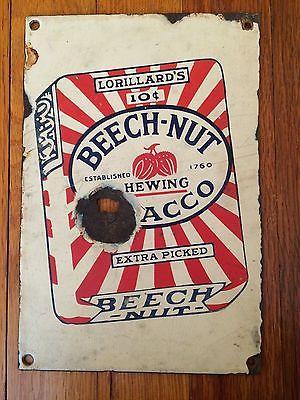 LORILLARD'S
10¢
BEECH-NUT
ESTABLISHED 1760
HEWING
ACCO
EXTRA PICKED
BEECH
-NUT-